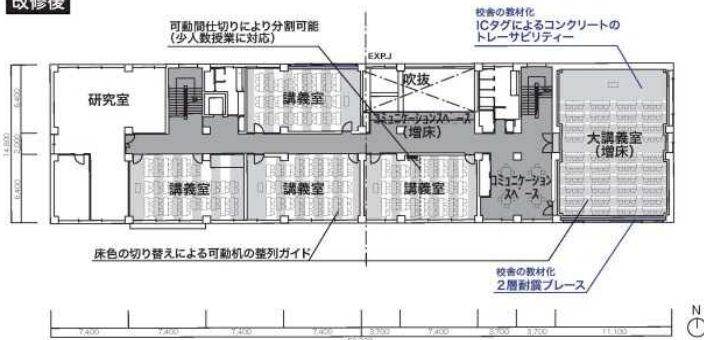 改修後
可動間仕切りにより分割可能
(少人数授業に対応)
EXP.J
校舎の教材化
ICタグによるコンクリートの
トレーサビリティー
研究室
講義室
吹抜
コミュニケーションスペース
(増床)
大講義室
(増床)
講義室
講義室
講義室
コミュニケーション
スペース
床色の切り替えによる可動机の整列ガイド
校舎の教材化
2層耐震ブレース
14,800
6,400
2,000
6,400
7,400
7,400
7,400
7,400
3,700
7,400
3,700
3,700
11,100
N